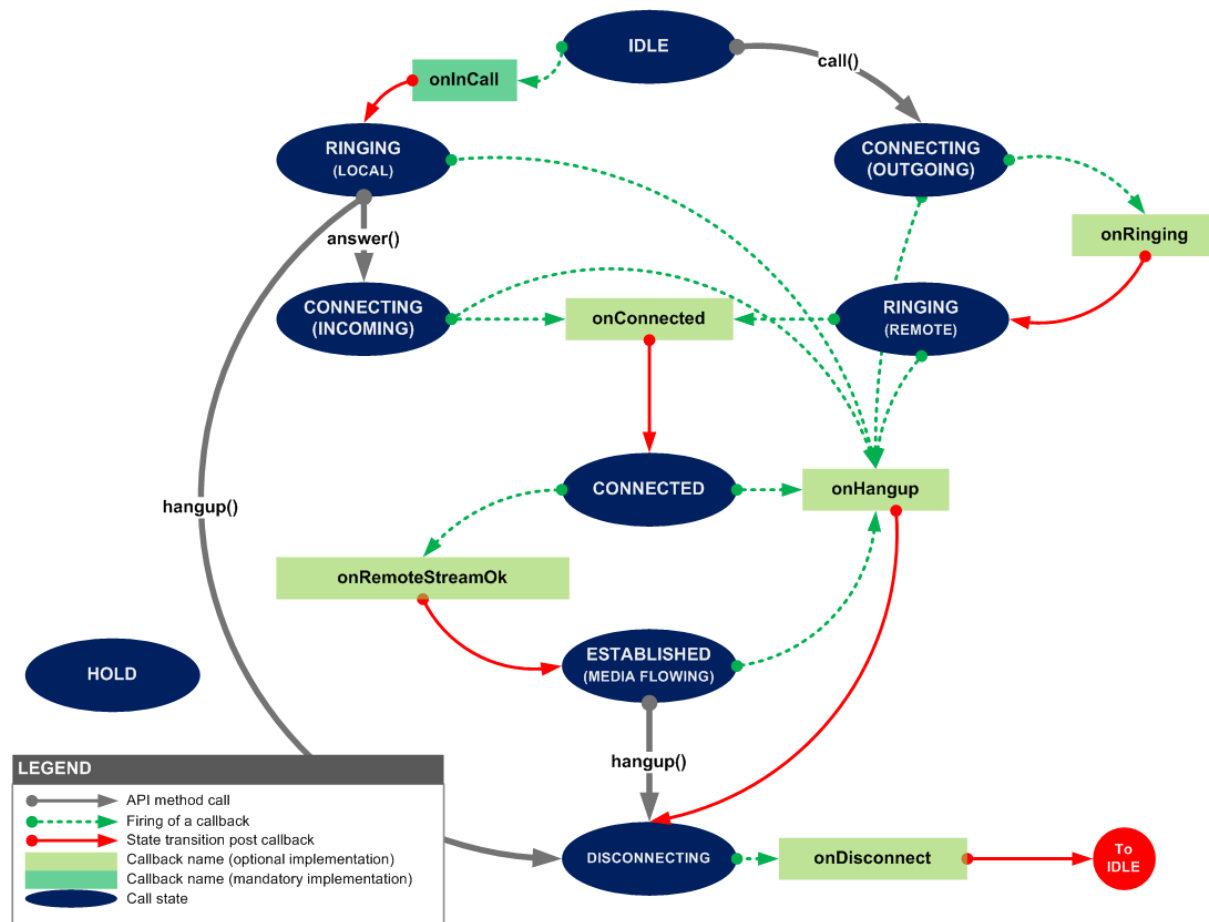 IDLE
call()
onInCall
RINGING
(LOCAL)
CONNECTING
(OUTGOING)
onRinging
answer()
CONNECTING
(INCOMING)
onConnected
RINGING
(REMOTE)
CONNECTED
onHangup
hangup()
onRemoteStreamOk
ESTABLISHED
(MEDIA FLOWING)
HOLD
hangup()
LEGEND
API method call
Firing of a callback
State transition post callback
Callback name (optional implementation)
Callback name (mandatory implementation)
Call state
DISCONNECTING
onDisconnect
To
IDLE